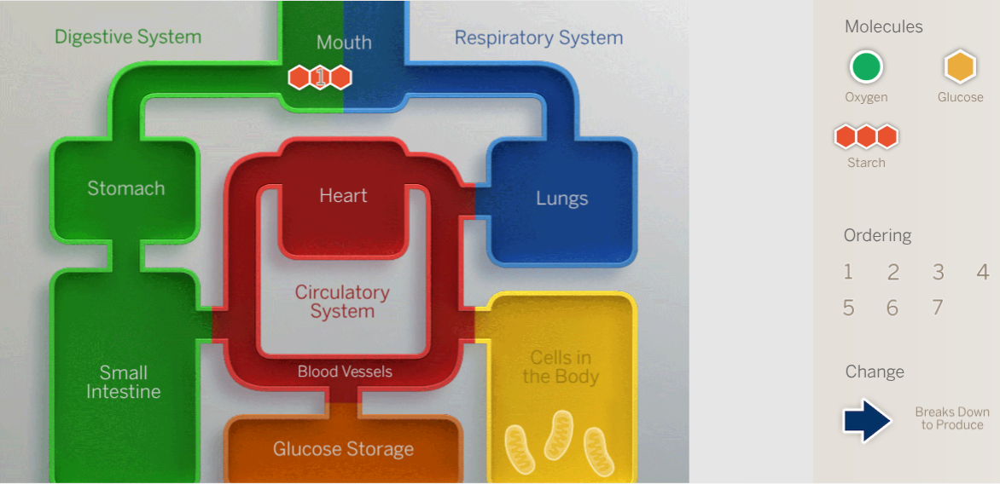 Digestive System
Mouth
Respiratory System
1
Stomach
Heart
Lungs
Circulatory
System
Small
Intestine
Blood Vessels
Cells in
the Body
Glucose Storage
Molecules
Oxygen
Glucose
Starch
Ordering
1 2 3 4
5 6 7
Change
Breaks Down
to Produce